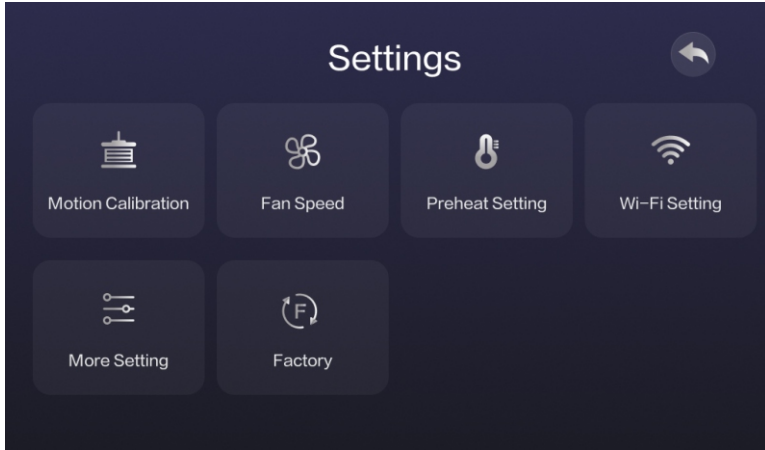 Settings
Motion Calibration
Fan Speed
Preheat Setting
Wi-Fi Setting
More Setting
F
Factory